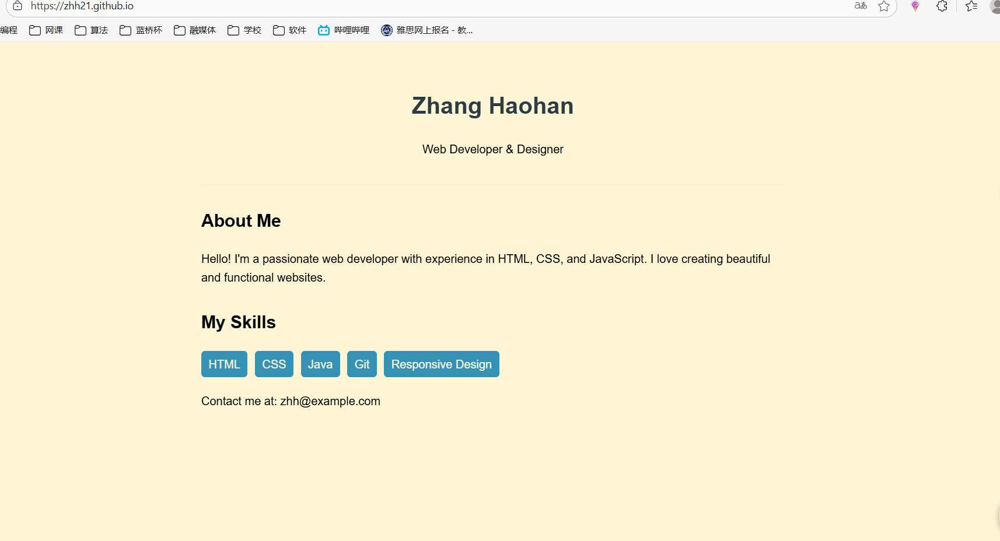 https://zhh21.github.io
aあ
编程 网课 算法 蓝桥杯 融媒体 学校 软件 哔哩哔哩 雅思网上报名 - 教...
Zhang Haohan
Web Developer & Designer
About Me
Hello! I'm a passionate web developer with experience in HTML, CSS, and JavaScript. I love creating beautiful
and functional websites.
My Skills
HTML CSS Java Git Responsive Design
Contact me at: zhh@example.com